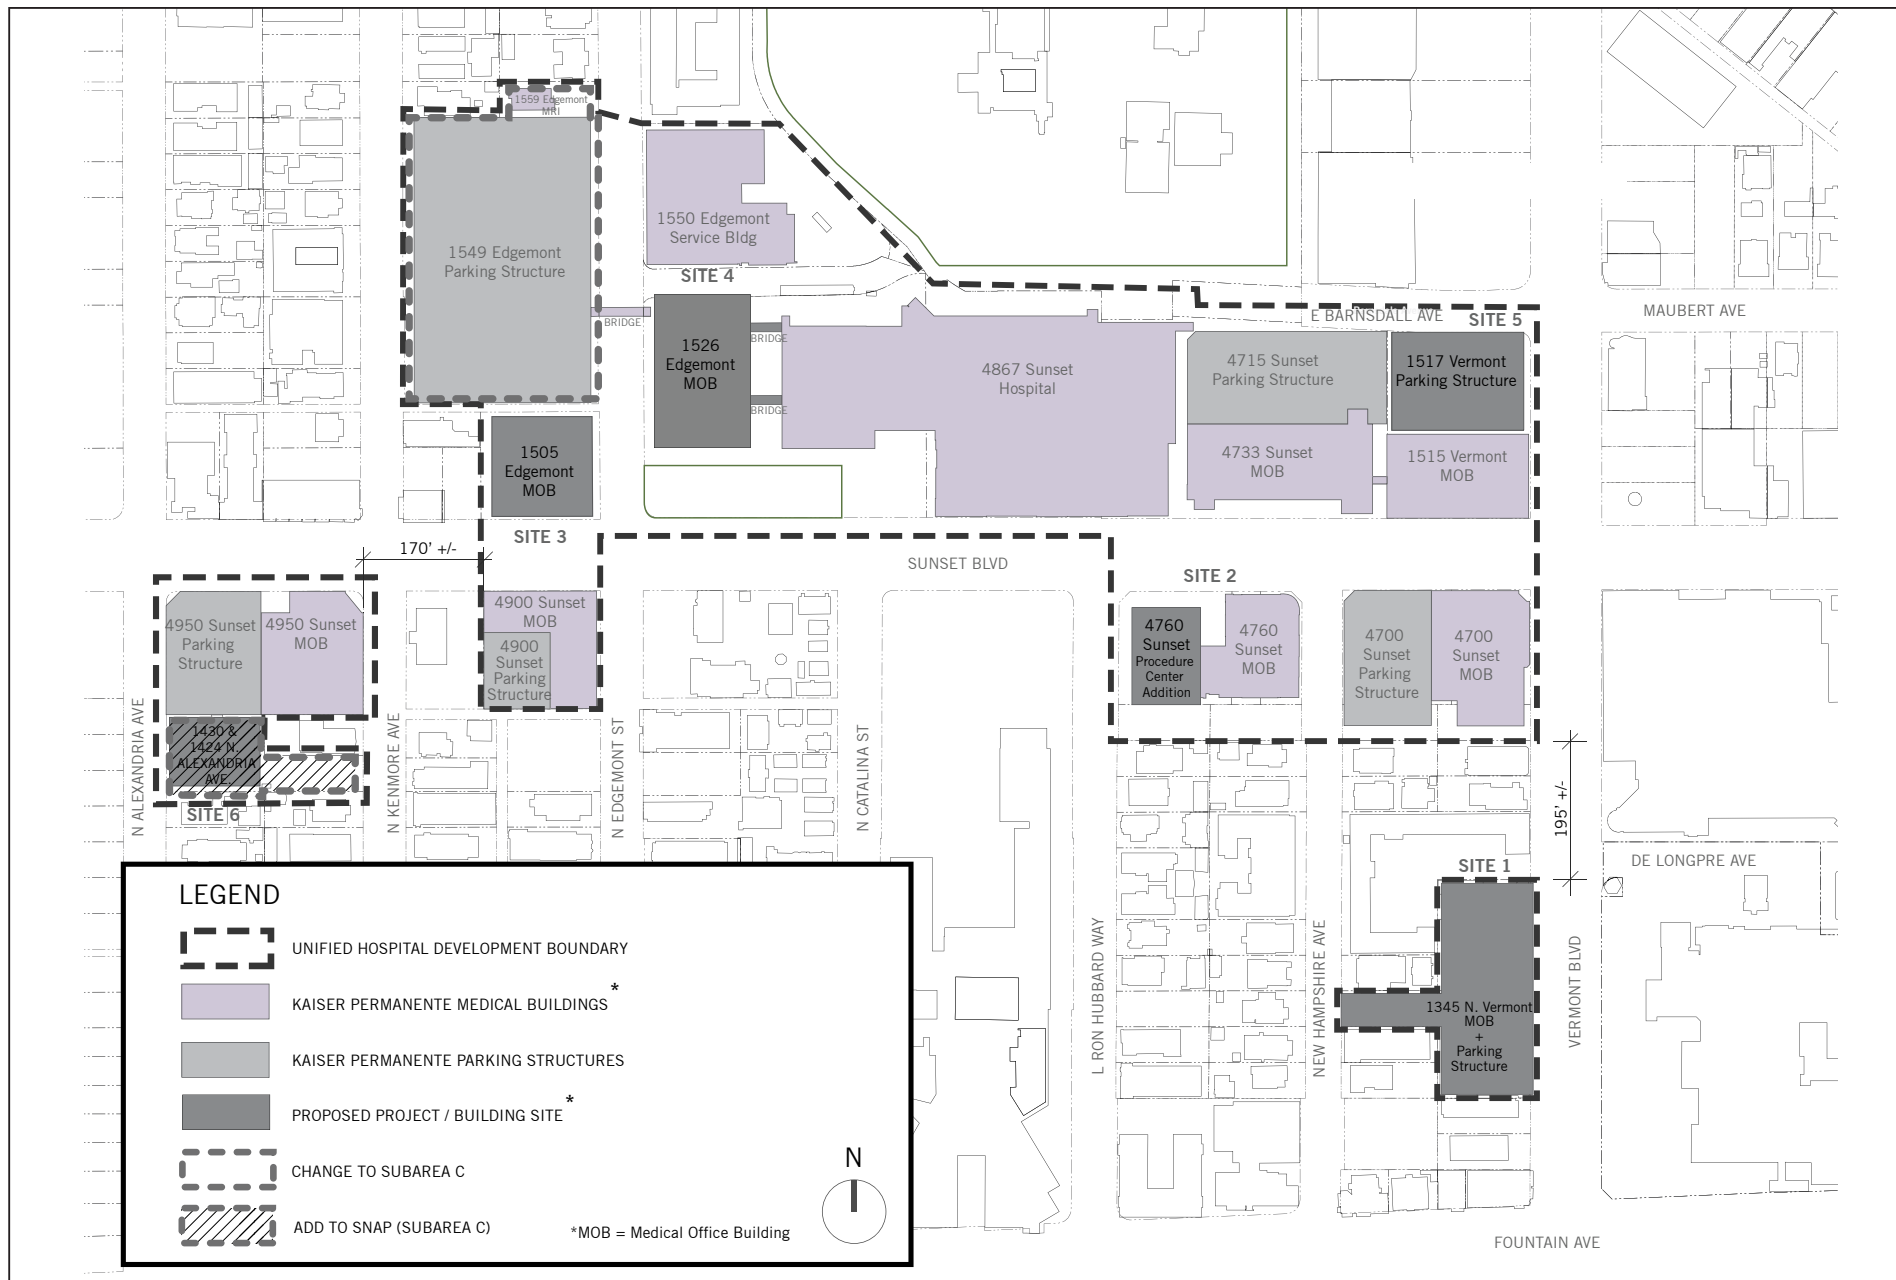 1559 Edgemont
MRI
1549 Edgemont
Parking Structure
1550 Edgemont
Service Bldg
SITE 4
BRIDGE
1526
Edgemont
MOB
BRIDGE
BRIDGE
4867 Sunset
Hospital
E BARNSDALL AVE
SITE 5
MAUBERT AVE
4715 Sunset
Parking Structure
1517 Vermont
Parking Structure
1505
Edgemont
MOB
4733 Sunset
MOB
1515 Vermont
MOB
SITE 3
170' +/-
SUNSET BLVD
SITE 2
4950 Sunset
Parking
Structure
4950 Sunset
MOB
4900 Sunset
MOB
4900
Sunset
Parking
Structure
4760
Sunset
Procedure
Center
Addition
4760
Sunset
MOB
4700
Sunset
Parking
Structure
4700
Sunset
MOB
1430 &
1424 N.
ALEXANDRIA
AVE.
SITE 6
N ALEXANDRIA AVE
N KENMORE AVE
N EDGEMONT ST
N CATALINA ST
195' +/-
SITE 1
DE LONGPRE AVE
L RON HUBBARD WAY
NEW HAMPSHIRE AVE
VERMONT BLVD
1345 N. Vermont
MOB
+
Parking
Structure
FOUNTAIN AVE
LEGEND
UNIFIED HOSPITAL DEVELOPMENT BOUNDARY
KAISER PERMANENTE MEDICAL BUILDINGS*
KAISER PERMANENTE PARKING STRUCTURES
PROPOSED PROJECT / BUILDING SITE*
CHANGE TO SUBAREA C
ADD TO SNAP (SUBAREA C)
*MOB = Medical Office Building
N